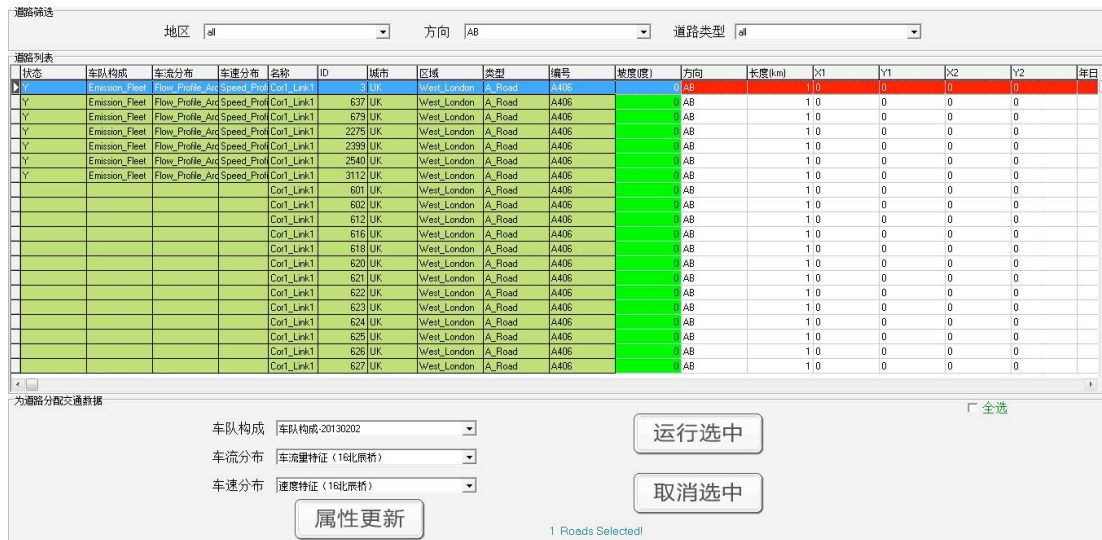 道路筛选
地区 all 方向 AB 道路类型 all
道路列表
状态 车队构成 车流分布 车速分布 名称 ID 城市 区域 类型 编号 坡度(度) 方向 长度(km) X1 Y1 X2 Y2 年日
Y Emission_Fleet Flow_Profile_Arc Speed_Profi Cor1_Link1 3 UK West_London A_Road A406 0 AB 1 0 0 0 0
Y Emission_Fleet Flow_Profile_Arc Speed_Profi Cor1_Link1 637 UK West_London A_Road A406 0 AB 1 0 0 0 0
Y Emission_Fleet Flow_Profile_Arc Speed_Profi Cor1_Link1 679 UK West_London A_Road A406 0 AB 1 0 0 0 0
Y Emission_Fleet Flow_Profile_Arc Speed_Profi Cor1_Link1 2275 UK West_London A_Road A406 0 AB 1 0 0 0 0
Y Emission_Fleet Flow_Profile_Arc Speed_Profi Cor1_Link1 2399 UK West_London A_Road A406 0 AB 1 0 0 0 0
Y Emission_Fleet Flow_Profile_Arc Speed_Profi Cor1_Link1 2540 UK West_London A_Road A406 0 AB 1 0 0 0 0
Y Emission_Fleet Flow_Profile_Arc Speed_Profi Cor1_Link1 3112 UK West_London A_Road A406 0 AB 1 0 0 0 0
Cor1_Link1 601 UK West_London A_Road A406 0 AB 1 0 0 0 0
Cor1_Link1 602 UK West_London A_Road A406 0 AB 1 0 0 0 0
Cor1_Link1 612 UK West_London A_Road A406 0 AB 1 0 0 0 0
Cor1_Link1 616 UK West_London A_Road A406 0 AB 1 0 0 0 0
Cor1_Link1 618 UK West_London A_Road A406 0 AB 1 0 0 0 0
Cor1_Link1 620 UK West_London A_Road A406 0 AB 1 0 0 0 0
Cor1_Link1 621 UK West_London A_Road A406 0 AB 1 0 0 0 0
Cor1_Link1 622 UK West_London A_Road A406 0 AB 1 0 0 0 0
Cor1_Link1 623 UK West_London A_Road A406 0 AB 1 0 0 0 0
Cor1_Link1 624 UK West_London A_Road A406 0 AB 1 0 0 0 0
Cor1_Link1 625 UK West_London A_Road A406 0 AB 1 0 0 0 0
Cor1_Link1 626 UK West_London A_Road A406 0 AB 1 0 0 0 0
Cor1_Link1 627 UK West_London A_Road A406 0 AB 1 0 0 0 0
为道路分配交通数据
全选
车队构成 车队构成-20130202
运行选中
车流分布 车流量特征（16北辰桥）
车速分布 速度特征（16北辰桥）
取消选中
属性更新
1 Roads Selected!